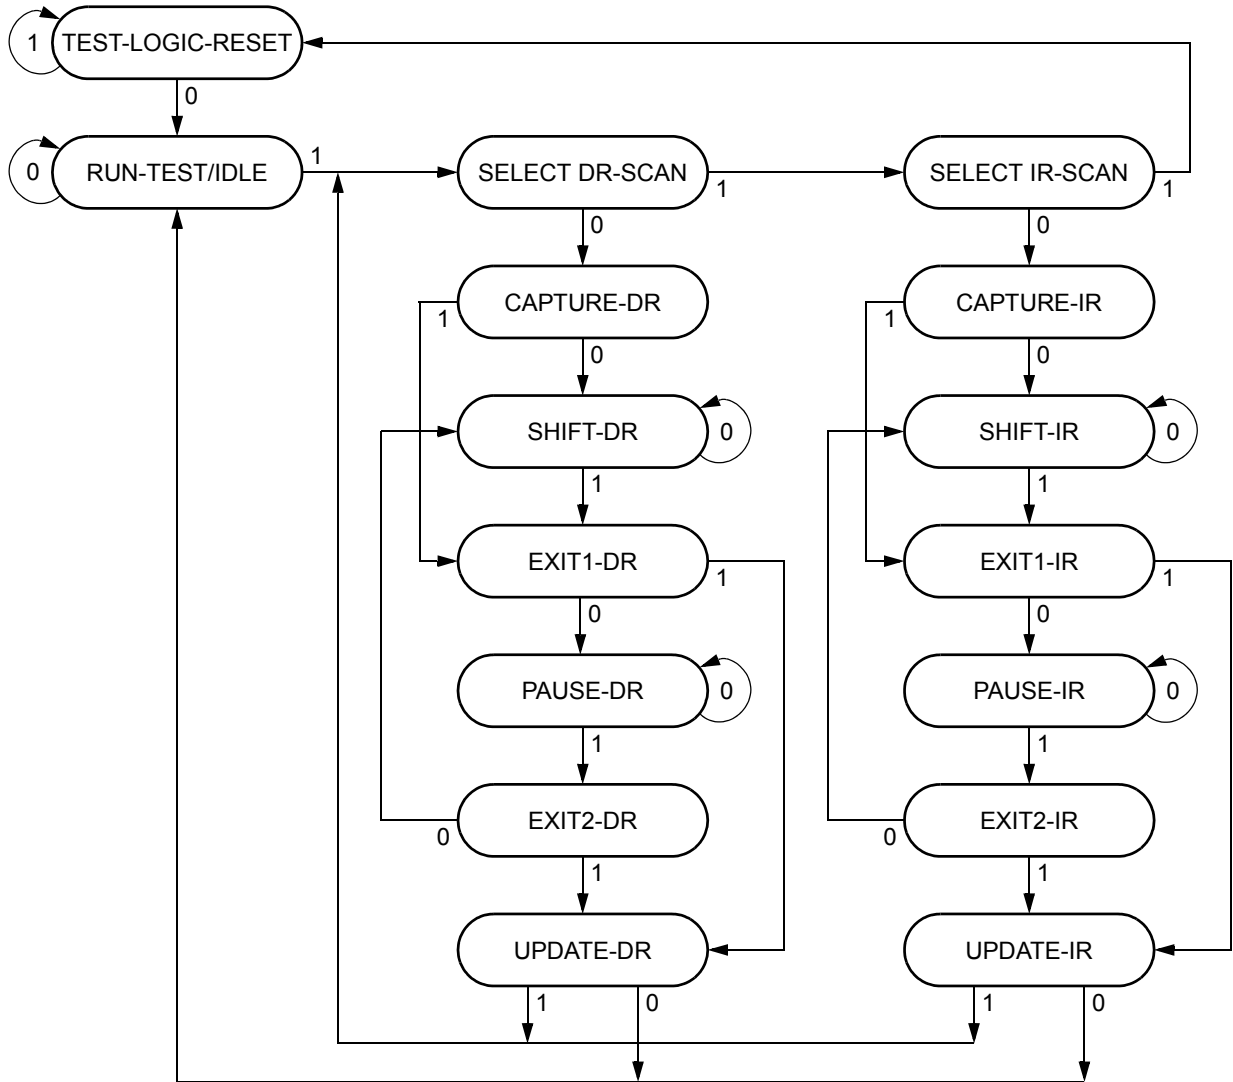 1 TEST-LOGIC-RESET
0
0 RUN-TEST/IDLE 1 SELECT DR-SCAN 1 SELECT IR-SCAN 1
0 0
CAPTURE-DR CAPTURE-IR
1 0 1 0
SHIFT-DR 0 SHIFT-IR 0
1 1
EXIT1-DR 1 EXIT1-IR 1
0 0
PAUSE-DR 0 PAUSE-IR 0
1 1
EXIT2-DR EXIT2-IR
0 1 0 1
UPDATE-DR UPDATE-IR
1 0 1 0